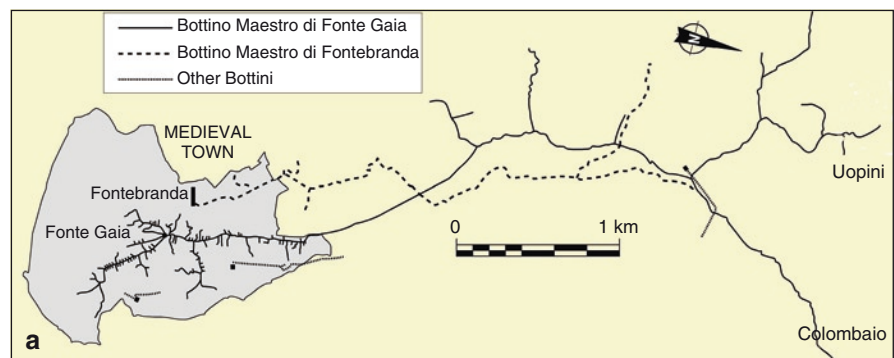 Bottino Maestro di Fonte Gaia
Bottino Maestro di Fontebranda
Other Bottini
N
MEDIEVAL
TOWN
Fontebranda
Uopini
Fonte Gaia
0 1 km
Colombaio
a